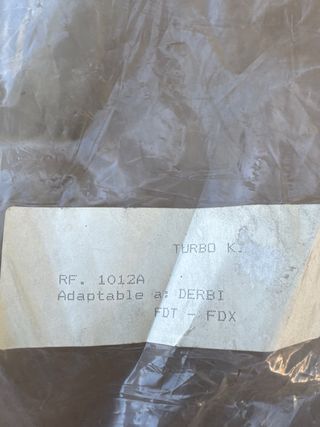 TURBO K.
RF. 1012A
Adaptable a: DERBI
FDT - FDX